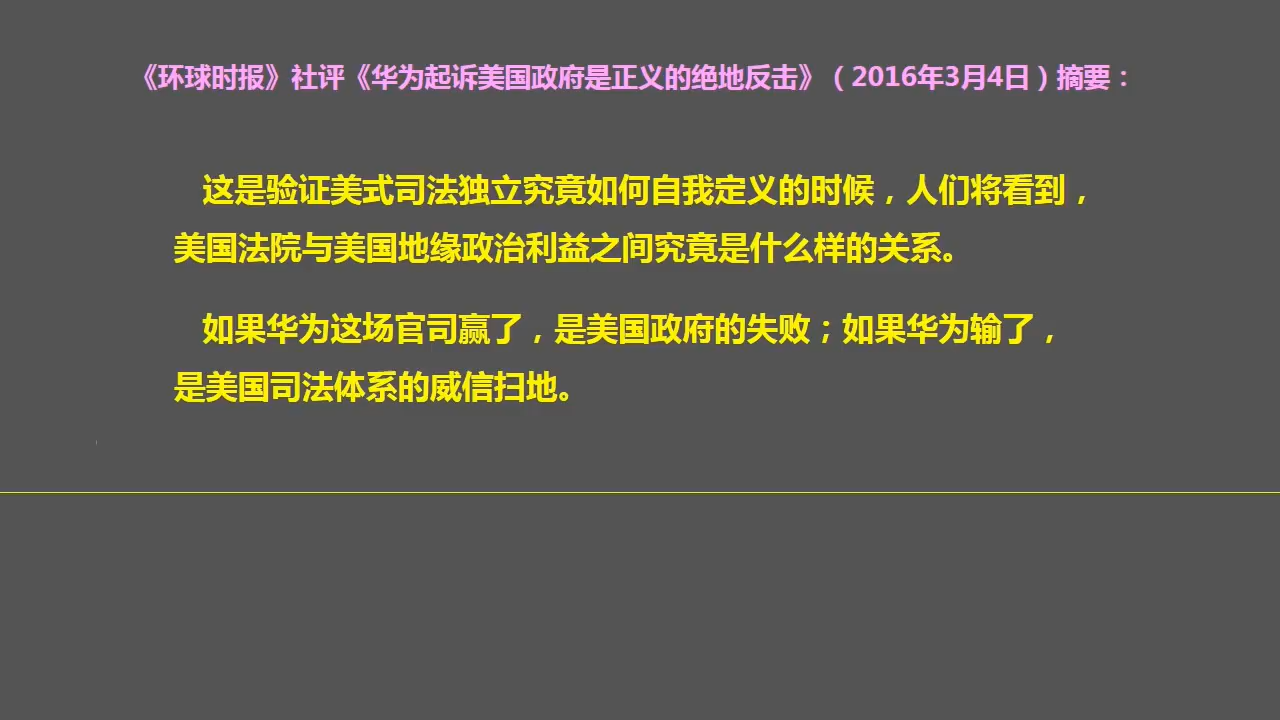 《环球时报》社评《华为起诉美国政府是正义的绝地反击》（2016年3月4日）摘要：
这是验证美式司法独立究竟如何自我定义的时候，人们将看到，
美国法院与美国地缘政治利益之间究竟是什么样的关系。
如果华为这场官司赢了，是美国政府的失败；如果华为输了，
是美国司法体系的威信扫地。